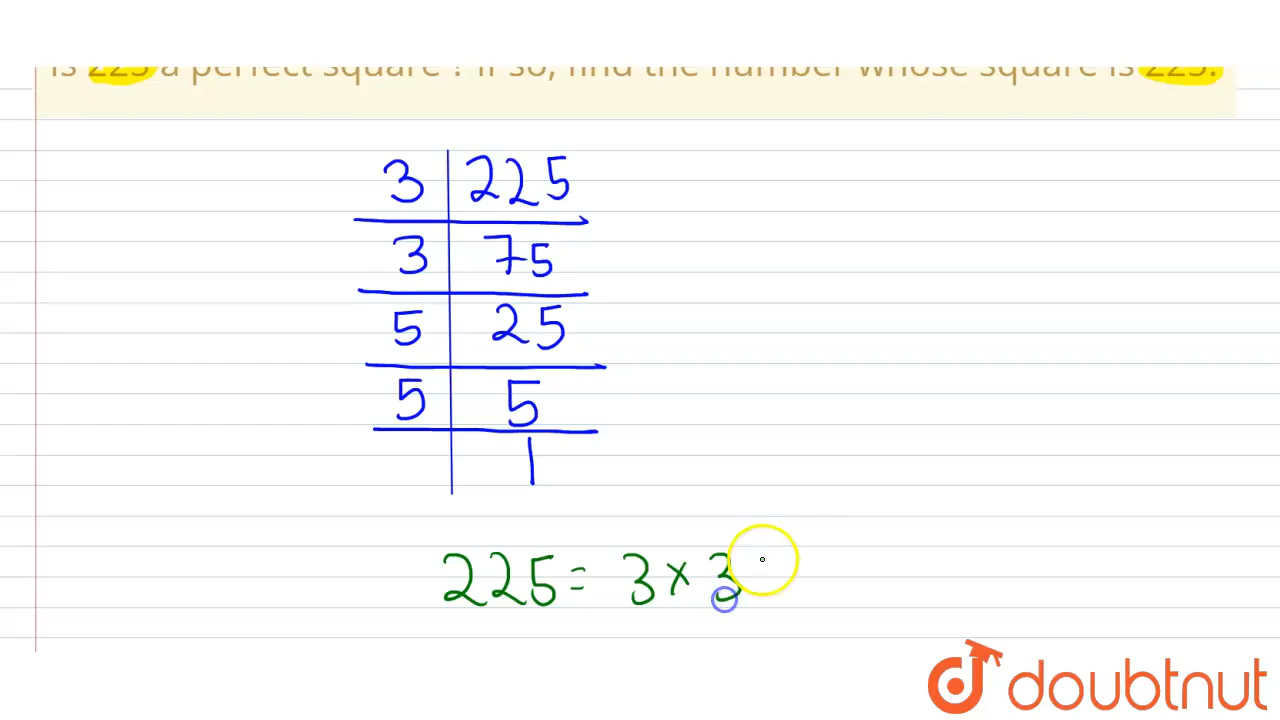 is 225 a perfect square ? If so, find the number whose square is 225.
3 225
3 75
5 25
5 5
1
225 = 3 × 3
doubtnut